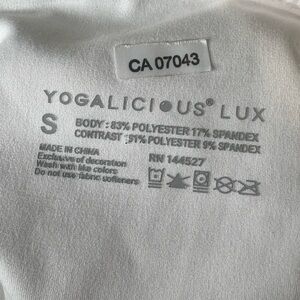 CA 07043
YOGALICIOUS® LUX
S
BODY : 83% POLYESTER 17% SPANDEX
CONTRAST : 91% POLYESTER 9% SPANDEX
MADE IN CHINA
Exclusive of decoration
Wash with like colors
Do not use fabric softeners
RN 144527